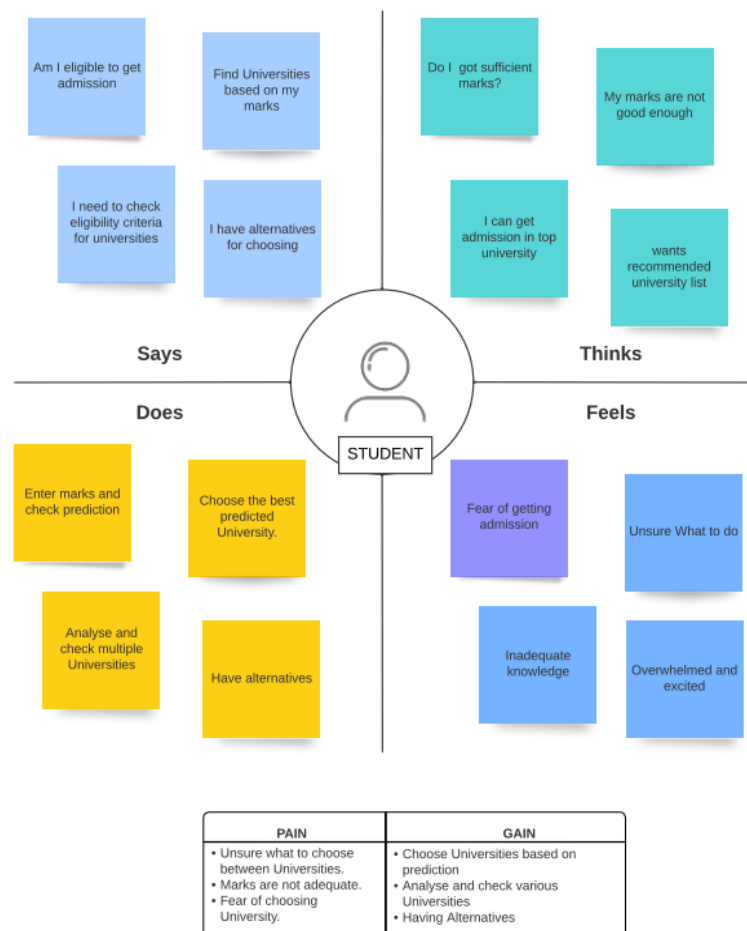 Am I eligible to get
admission
Find Universities
based on my
marks
I need to check
eligibility criteria
for universities
I have alternatives
for choosing
Says
Do I got sufficient
marks?
My marks are not
good enough
I can get
admission in top
university
wants
recommended
university list
Thinks
STUDENT
Does
Enter marks and
check prediction
Choose the best
predicted
University.
Analyse and
check multiple
Universities
Have alternatives
Feels
Fear of getting
admission
Unsure What to do
Inadequate
knowledge
Overwhelmed and
excited
PAIN
• Unsure what to choose
between Universities.
• Marks are not adequate.
• Fear of choosing
University.
GAIN
• Choose Universities based on
prediction
• Analyse and check various
Universities
• Having Alternatives